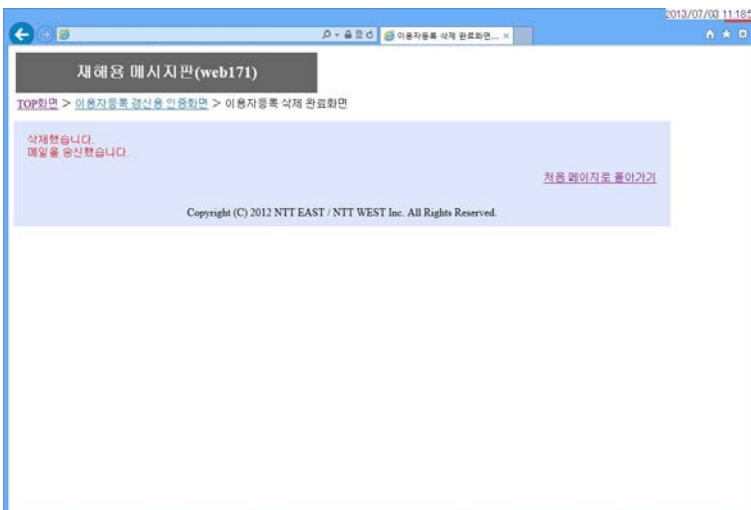 2013/07/03 11:18
이용자등록 삭제 완료화면...
재해용 메시지판(web171)
TOP화면 > 이용자등록 갱신용 인증화면 > 이용자등록 삭제 완료화면
삭제했습니다.
메일을 송신했습니다.
처음 페이지로 돌아가기
Copyright (C) 2012 NTT EAST / NTT WEST Inc. All Rights Reserved.